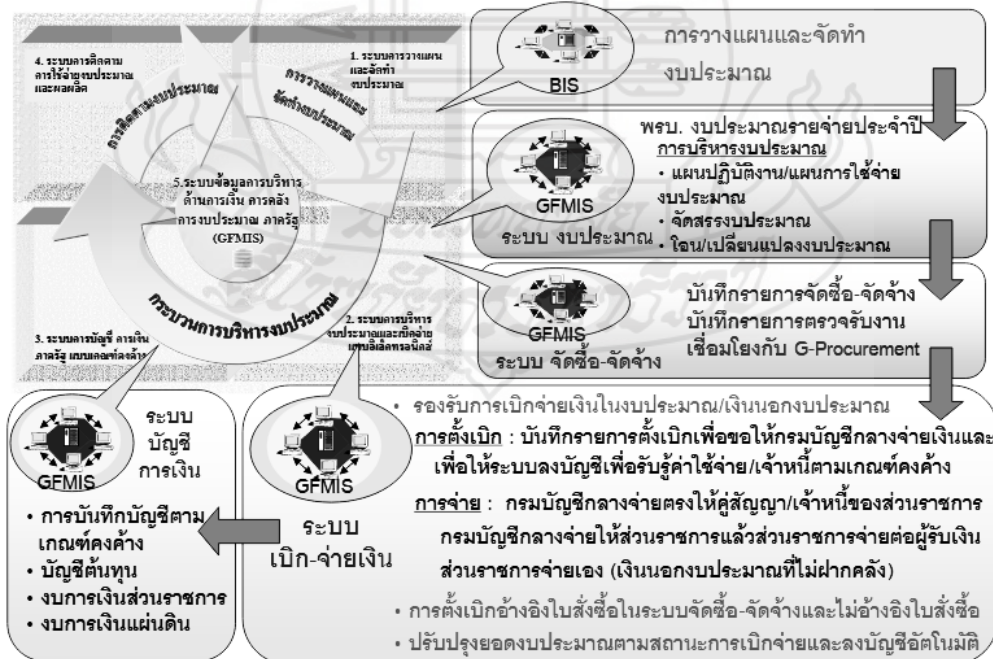 4. ระบบการติดตาม
การใช้จ่ายงบประมาณ
และผลผลิต
1. ระบบการวางแผน
และจัดทำ
งบประมาณ
การติดตามงบประมาณ
การวางแผนและ
จัดทำงบประมาณ
5.ระบบข้อมูลการบริหาร
ด้านการเงิน การคลัง
การงบประมาณ ภาครัฐ
(GFMIS)
กระบวนการบริหารงบประมาณ
3. ระบบการบัญชี การเงิน
ภาครัฐ แบบเกณฑ์คงค้าง
2. ระบบการบริหาร
งบประมาณและเบิกจ่าย
แบบอิเล็คทรอนิคส์
BIS
การวางแผนและจัดทำ
งบประมาณ
GFMIS
ระบบ งบประมาณ
พรบ. งบประมาณรายจ่ายประจำปี
การบริหารงบประมาณ
• แผนปฏิบัติงาน/แผนการใช้จ่าย
งบประมาณ
• จัดสรรงบประมาณ
• โอน/เปลี่ยนแปลงงบประมาณ
GFMIS
ระบบ จัดซื้อ-จัดจ้าง
บันทึกรายการจัดซื้อ-จัดจ้าง
บันทึกรายการตรวจรับงาน
เชื่อมโยงกับ G-Procurement
GFMIS
ระบบ
เบิก-จ่ายเงิน
• รองรับการเบิกจ่ายเงินในงบประมาณ/เงินนอกงบประมาณ
การตั้งเบิก : บันทึกรายการตั้งเบิกเพื่อขอให้กรมบัญชีกลางจ่ายเงินและ
เพื่อให้ระบบลงบัญชีเพื่อรับรู้ค่าใช้จ่าย/เจ้าหนี้ตามเกณฑ์คงค้าง
การจ่าย : กรมบัญชีกลางจ่ายตรงให้คู่สัญญา/เจ้าหนี้ของส่วนราชการ
กรมบัญชีกลางจ่ายให้ส่วนราชการแล้วส่วนราชการจ่ายต่อผู้รับเงิน
ส่วนราชการจ่ายเอง (เงินนอกงบประมาณที่ไม่ฝากคลัง)
• การตั้งเบิกอ้างอิงใบสั่งซื้อในระบบจัดซื้อ-จัดจ้างและไม่อ้างอิงใบสั่งซื้อ
• ปรับปรุงยอดงบประมาณตามสถานะการเบิกจ่ายและลงบัญชีอัตโนมัติ
GFMIS
ระบบ
บัญชี
การเงิน
• การบันทึกบัญชีตาม
เกณฑ์คงค้าง
• บัญชีต้นทุน
• งบการเงินส่วนราชการ
• งบการเงินแผ่นดิน